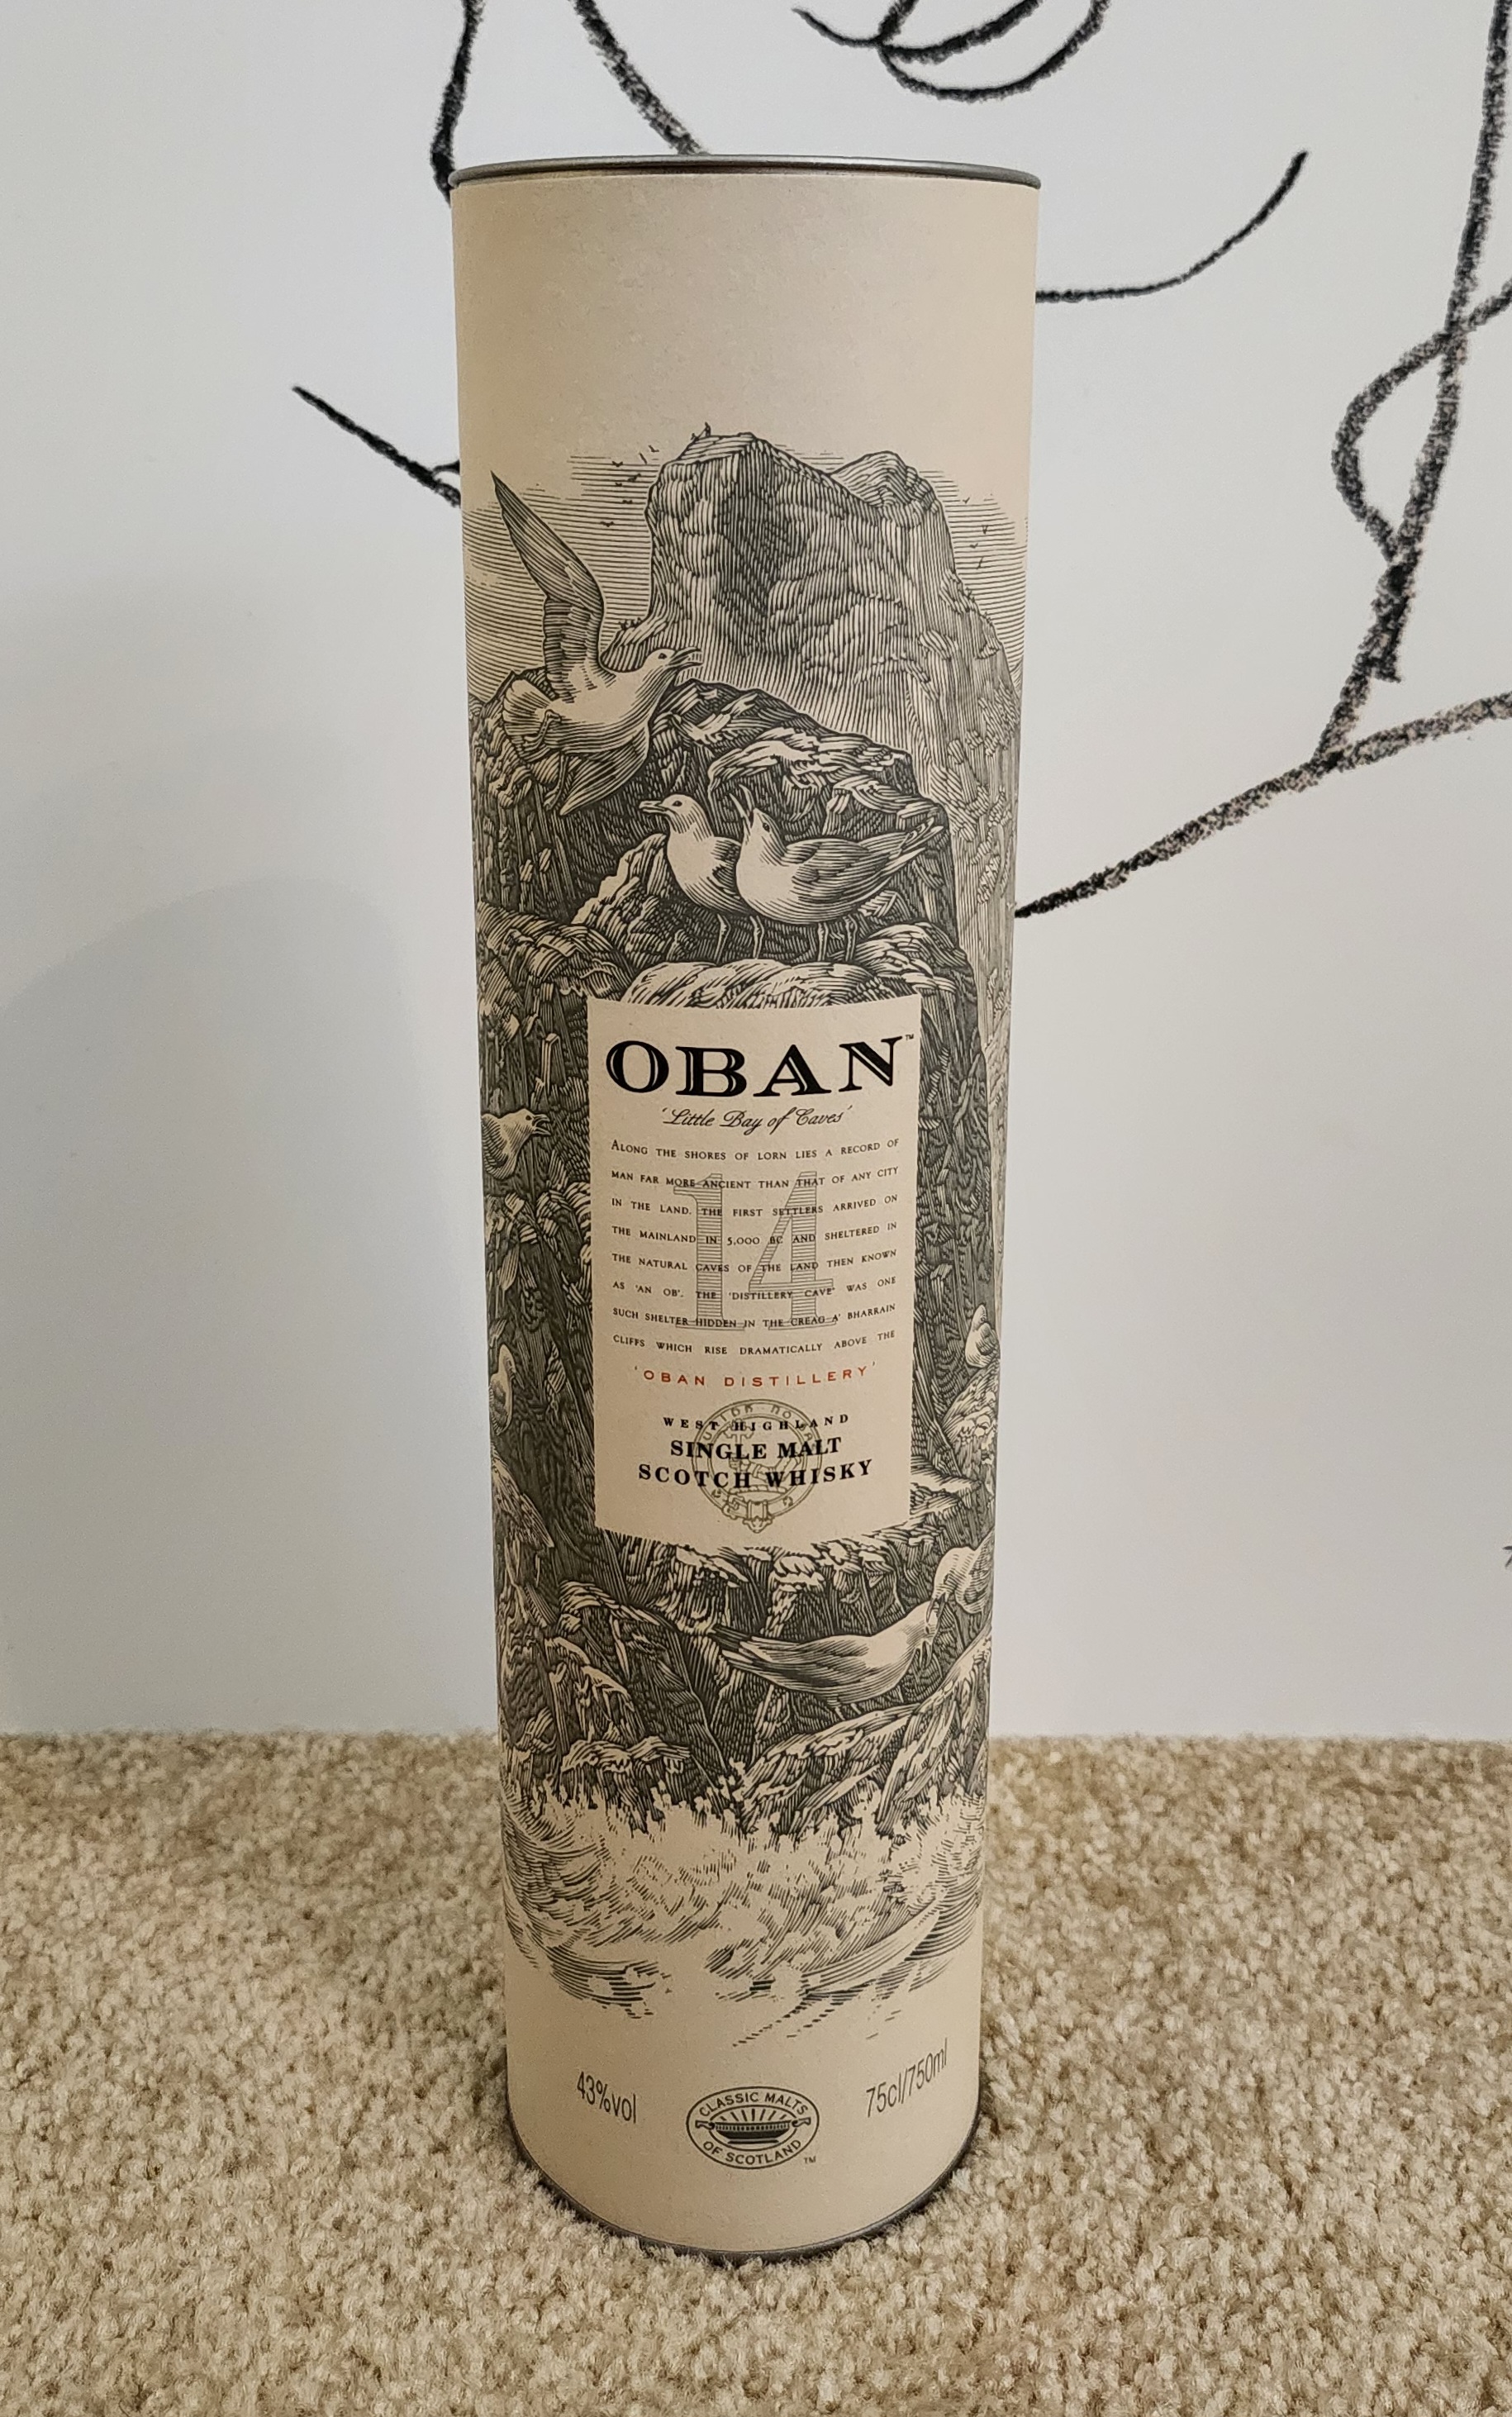 OBAN™
'Little Bay of Caves'
ALONG THE SHORES OF LORN LIES A RECORD OF
MAN FAR MORE ANCIENT THAN THAT OF ANY CITY
IN THE LAND. THE FIRST SETTLERS ARRIVED ON
THE MAINLAND IN 5,000 BC AND SHELTERED IN
THE NATURAL CAVES OF THE LAND THEN KNOWN
AS 'AN OB'. THE 'DISTILLERY CAVE' WAS ONE
SUCH SHELTER HIDDEN IN THE CREAG A' BHARRAIN
CLIFFS WHICH RISE DRAMATICALLY ABOVE THE
14
'OBAN DISTILLERY'
WEST HIGHLAND
SINGLE MALT
SCOTCH WHISKY
43%vol
75cl/750ml
CLASSIC MALTS
OF SCOTLAND
TM